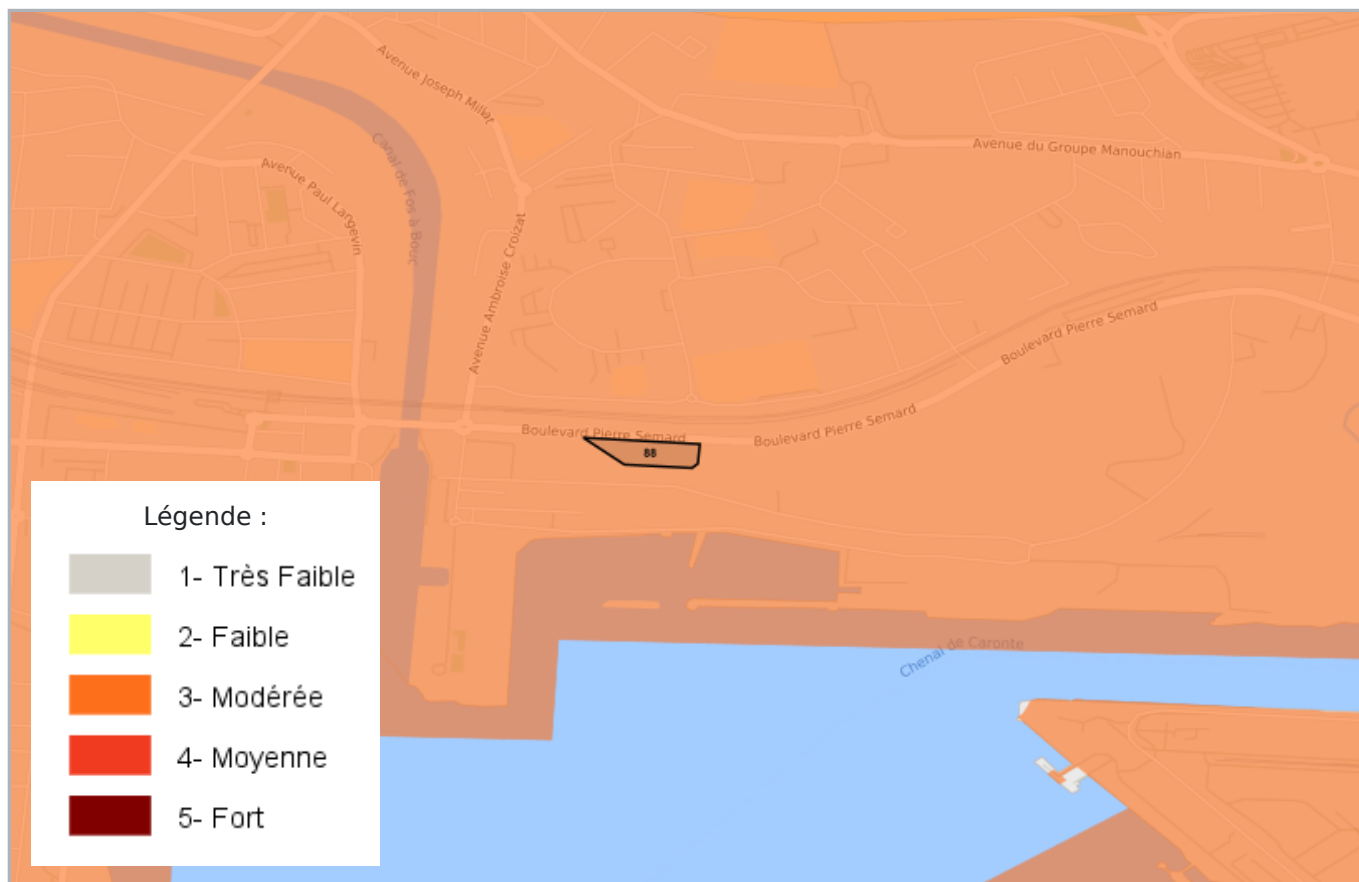 Avenue Joseph Millat
Canal de Fos à Bouc
Avenue du Groupe Manouchian
Avenue Paul Langevin
Avenue Ambroise Croizat
Boulevard Pierre Semard
Boulevard Pierre Semard
Boulevard Pierre Semard
88
Chenal de Caronte
Légende :
1- Très Faible
2- Faible
3- Modérée
4- Moyenne
5- Fort